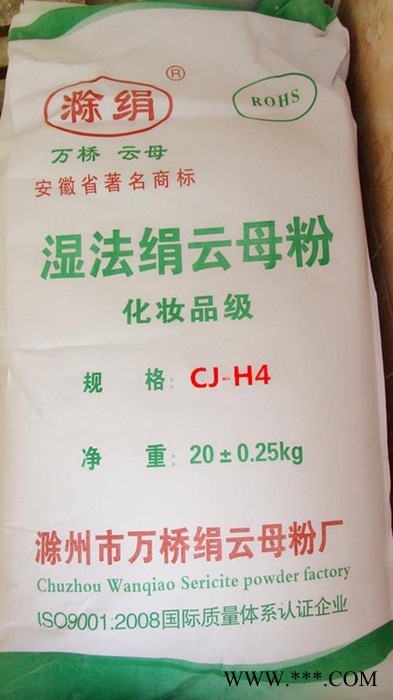 滁绢®
ROHS
万桥 云母
安徽省著名商标
湿法绢云母粉
化妆品级
规 格: CJ-H4
净 重: 20±0.25kg
滁州市万桥绢云母粉厂
Chuzhou Wanqiao Sericite powder factory
ISO9001:2008国际质量体系认证企业
WWW.***.COM